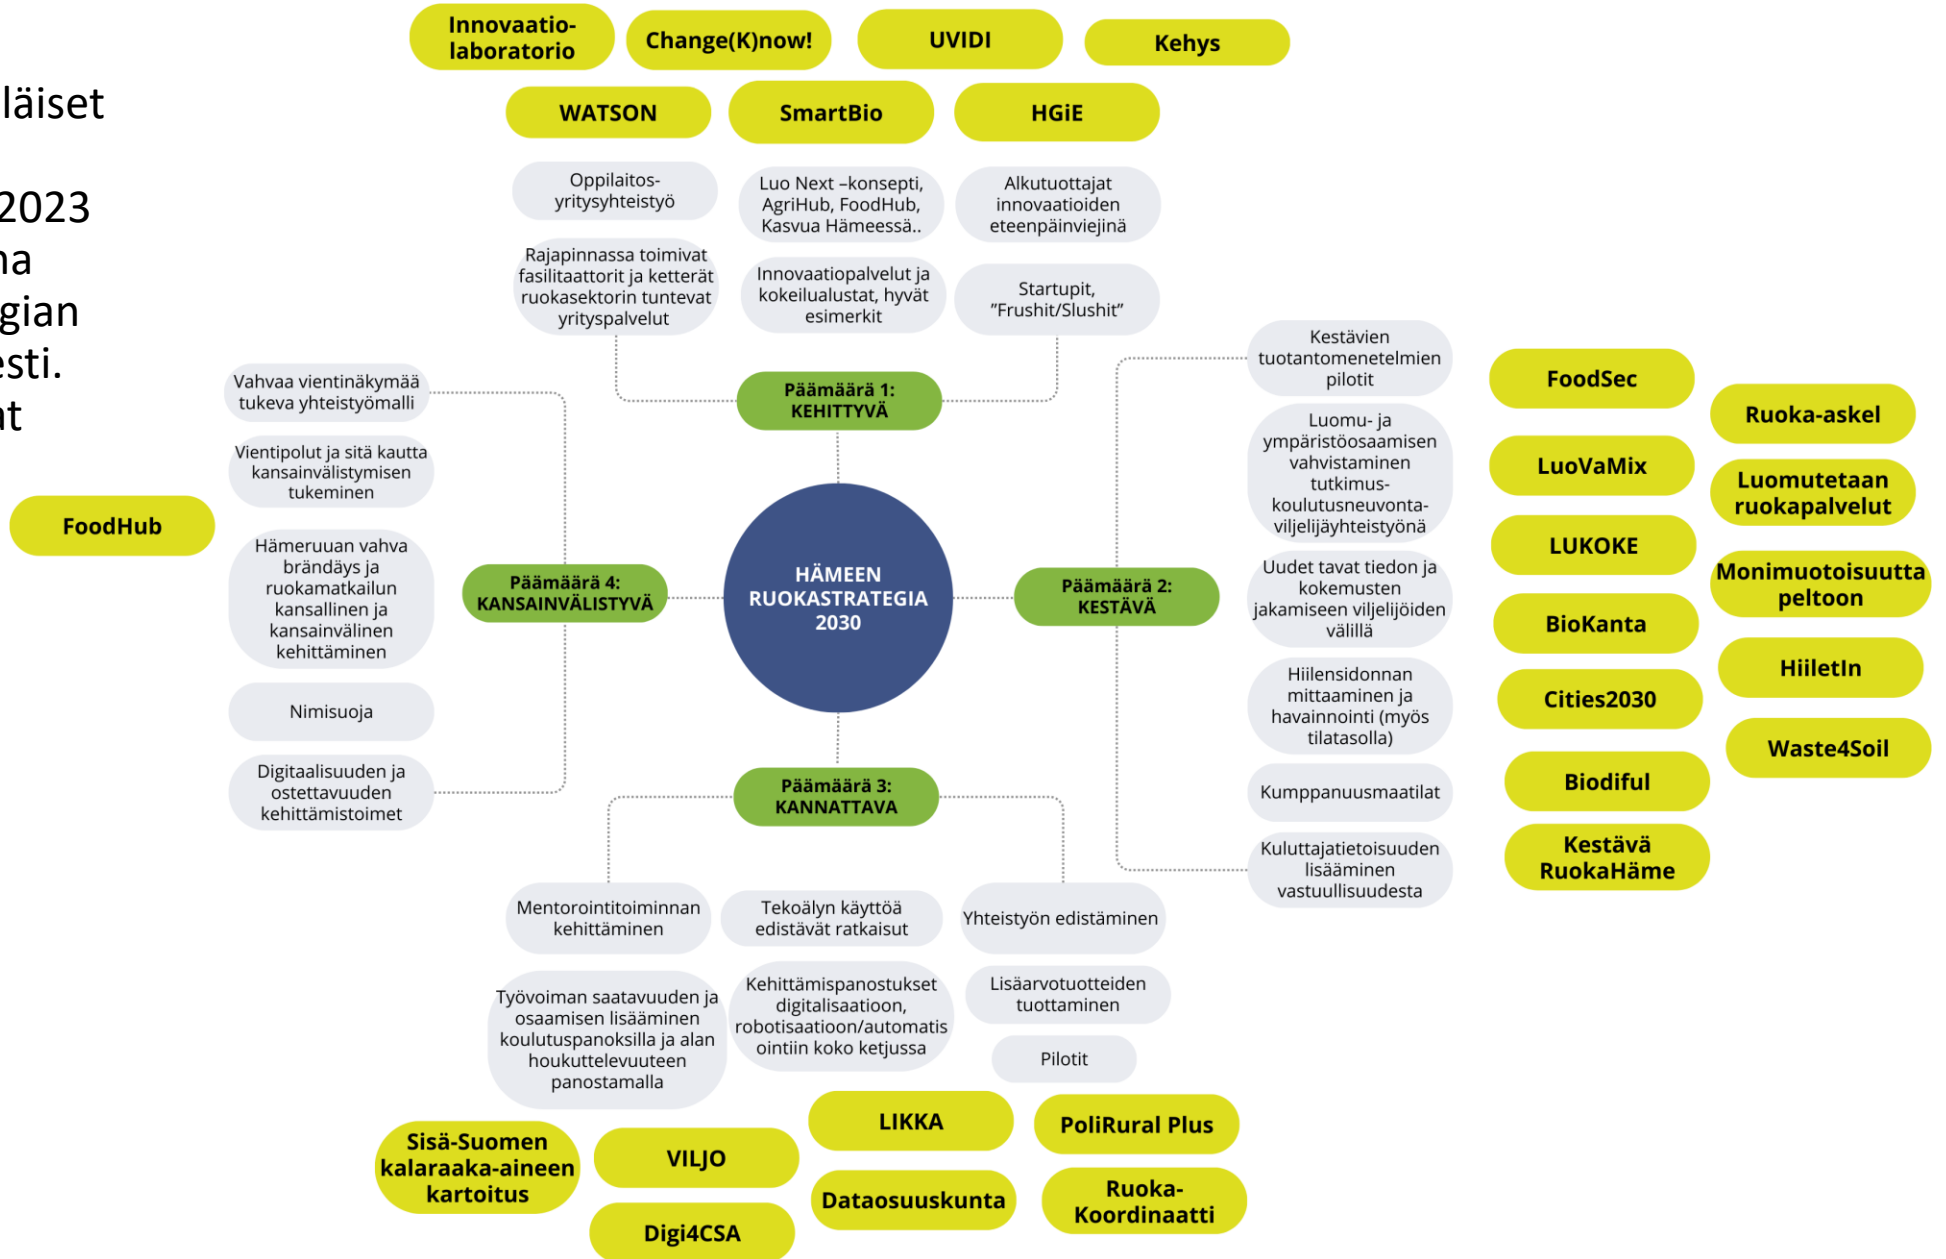 läiset
2023
na
gian
esti.
at
Innovaatio-
laboratorio
Change(K)now!
UVIDI
Kehys
WATSON
SmartBio
HGiE
Oppilaitos-
yritysyhteistyö
Luo Next –konsepti,
AgriHub, FoodHub,
Kasvua Hämeessä..
Alkutuottajat
innovaatioiden
eteenpäinviejinä
Rajapinnassa toimivat
fasilitaattorit ja ketterät
ruokasektorin tuntevat
yrityspalvelut
Innovaatiopalvelut ja
kokeilualustat, hyvät
esimerkit
Startupit,
”Frushit/Slushit”
Päämäärä 1:
KEHITTYVÄ
Vahvaa vientinäkymää
tukeva yhteistyömalli
Vientipolut ja sitä kautta
kansainvälistymisen
tukeminen
FoodHub
Hämeruuan vahva
brändäys ja
ruokamatkailun
kansallinen ja
kansainvälinen
kehittäminen
Nimisuoja
Digitaalisuuden ja
ostettavuuden
kehittämistoimet
Päämäärä 4:
KANSAINVÄLISTYVÄ
HÄMEEN
RUOKASTRATEGIA
2030
Päämäärä 2:
KESTÄVÄ
Kestävien
tuotantomenetelmien
pilotit
Luomu- ja
ympäristöosaamisen
vahvistaminen
tutkimus-
koulutusneuvonta-
viljelijäyhteistyönä
Uudet tavat tiedon ja
kokemusten
jakamiseen viljelijöiden
välillä
Hiilensidonnan
mittaaminen ja
havainnointi (myös
tilatasolla)
Kumppanuusmaatilat
Kuluttajatietoisuuden
lisääminen
vastuullisuudesta
FoodSec
LuoVaMix
LUKOKE
BioKanta
Cities2030
Biodiful
Kestävä
RuokaHäme
Ruoka-askel
Luomutetaan
ruokapalvelut
Monimuotoisuutta
peltoon
HiiletIn
Waste4Soil
Päämäärä 3:
KANNATTAVA
Mentorointitoiminnan
kehittäminen
Tekoälyn käyttöä
edistävät ratkaisut
Yhteistyön edistäminen
Työvoiman saatavuuden ja
osaamisen lisääminen
koulutuspanoksilla ja alan
houkuttelevuuteen
panostamalla
Kehittämispanostukset
digitalisaatioon,
robotisaatioon/automatis
ointiin koko ketjussa
Lisäarvotuotteiden
tuottaminen
Pilotit
Sisä-Suomen
kalaraaka-aineen
kartoitus
VILJO
LIKKA
PoliRural Plus
Digi4CSA
Dataosuuskunta
Ruoka-
Koordinaatti